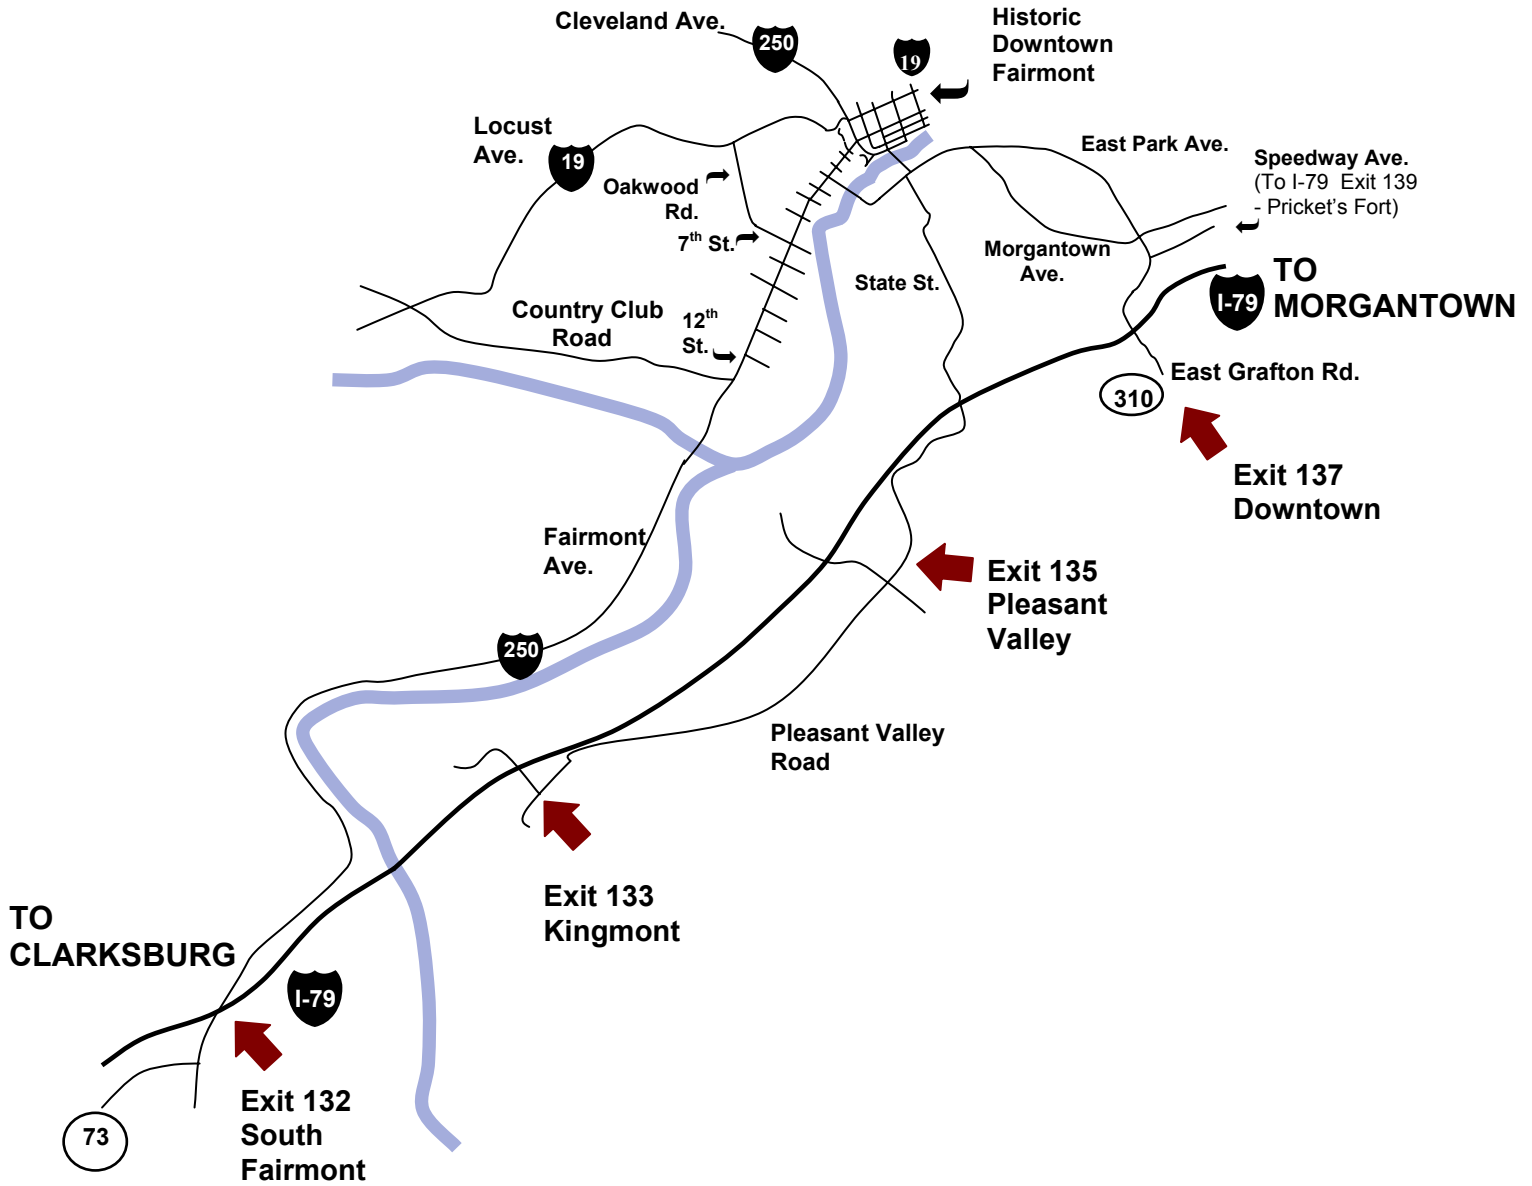 Cleveland Ave.
250
19
Historic
Downtown
Fairmont
Locust
Ave.
19
Oakwood
Rd.
7th St.
East Park Ave.
Speedway Ave.
(To I-79 Exit 139
- Pricket's Fort)
Morgantown
Ave.
State St.
TO
MORGANTOWN
I-79
Country Club
Road
12th
St.
East Grafton Rd.
310
Exit 137
Downtown
Fairmont
Ave.
Exit 135
Pleasant
Valley
250
Pleasant Valley
Road
Exit 133
Kingmont
TO
CLARKSBURG
I-79
Exit 132
South
Fairmont
73